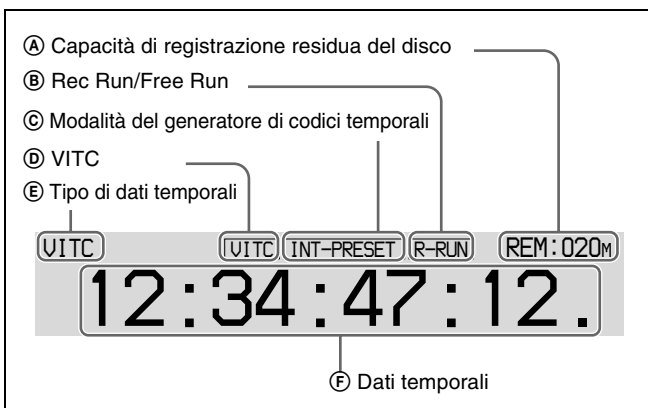 Ⓐ Capacità di registrazione residua del disco
Ⓑ Rec Run/Free Run
Ⓒ Modalità del generatore di codici temporali
Ⓓ VITC
Ⓔ Tipo di dati temporali
VITC VITC INT-PRESET R-RUN REM:020M
12:34:47:12.
Ⓕ Dati temporali